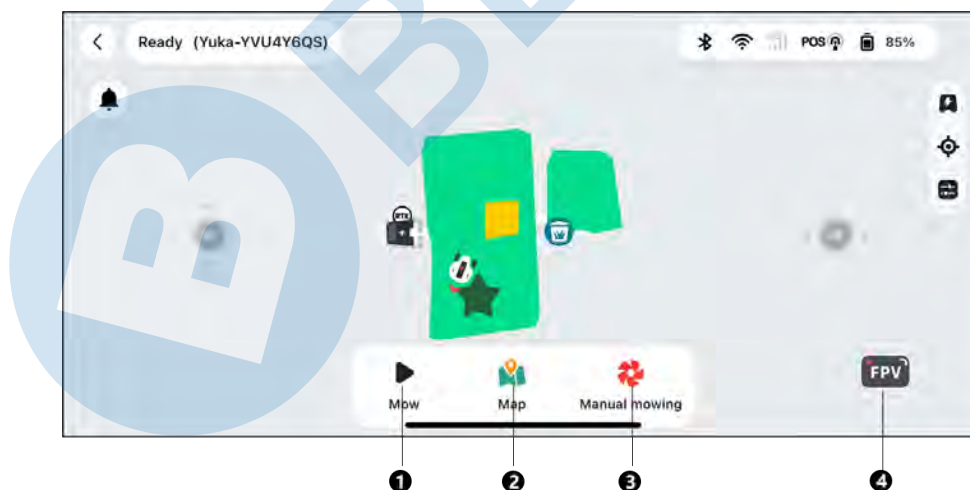 Ready (Yuka-YVU4Y6QS)
POS 85%
RTK
FPV
Mow Map Manual mowing
1 2 3 4